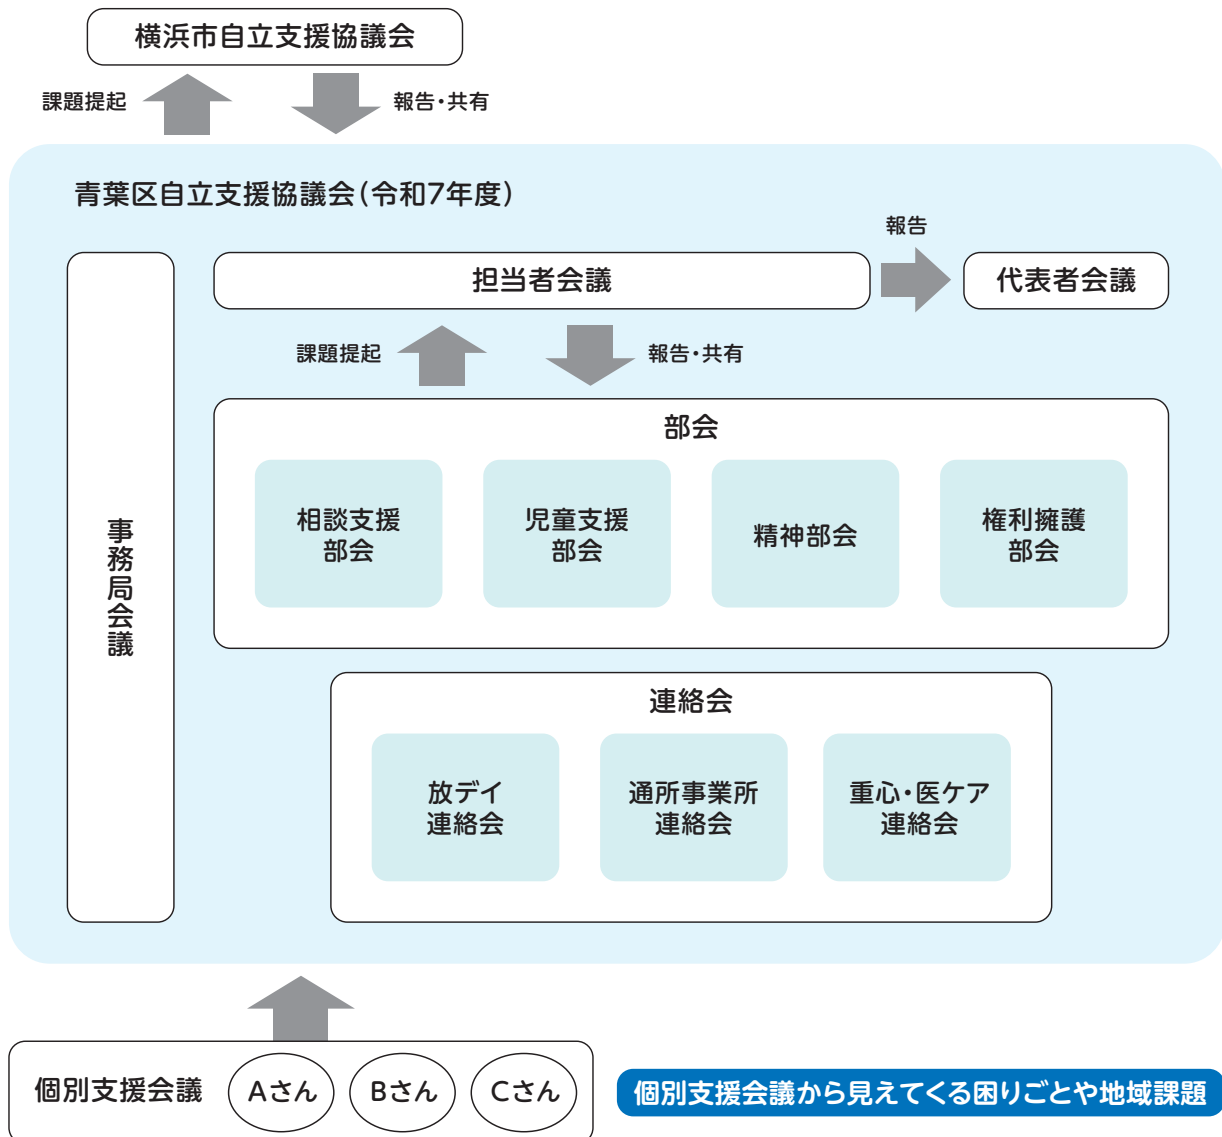 横浜市自立支援協議会
課題提起
報告・共有
青葉区自立支援協議会(令和7年度)
報告
担当者会議
代表者会議
課題提起
報告・共有
事務局会議
部会
相談支援
部会
児童支援
部会
精神部会
権利擁護
部会
連絡会
放デイ
連絡会
通所事業所
連絡会
重心・医ケア
連絡会
個別支援会議
Aさん
Bさん
Cさん
個別支援会議から見えてくる困りごとや地域課題